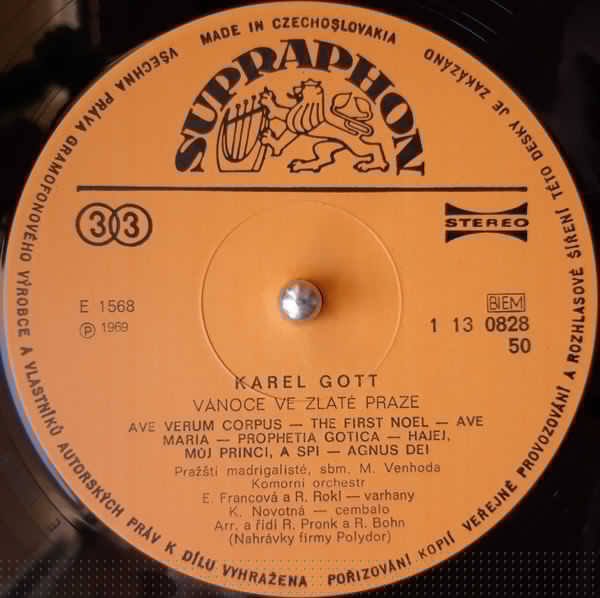 MADE IN CZECHOSLOVAKIA
SUPRAPHON
33
STEREO
E 1568
Ⓟ 1969
BIEM
1 13 0828
50
KAREL GOTT
VÁNOCE VE ZLATÉ PRAZE
AVE VERUM CORPUS — THE FIRST NOEL — AVE
MARIA — PROPHETIA GOTICA — HAJEJ,
MŮJ PRINCI, A SPI — AGNUS DEI
Pražští madrigalisté, sbm. M. Venhoda
Komorní orchestr
E. Francová a R. Rokl — varhany
K. Novotná — cembalo
Arr. a řídí R. Pronk a R. Bohn
(Nahrávky firmy Polydor)
VŠECHNA PRÁVA GRAMOFONOVÉHO VÝROBCE A VLASTNÍKŮ AUTORSKÝCH PRÁV K DÍLU VYHRAŽENA POŘIZOVÁNÍ KOPIÍ VEŘEJNÉ PROVOZOVÁNÍ A ROZHLASOVÉ ŠÍŘENÍ TÉTO DESKY JE ZAKÁZÁNO